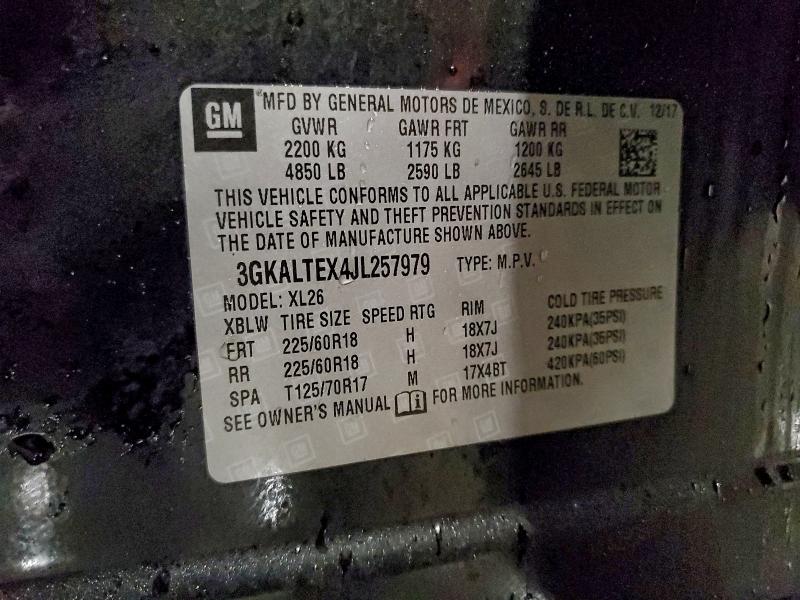 GM
MFD BY GENERAL MOTORS DE MEXICO, S. DE R.L. DE C.V. 12/17
GVWR GAWR FRT GAWR RR
2200 KG 1175 KG 1200 KG
4850 LB 2590 LB 2645 LB
THIS VEHICLE CONFORMS TO ALL APPLICABLE U.S. FEDERAL MOTOR
VEHICLE SAFETY AND THEFT PREVENTION STANDARDS IN EFFECT ON
THE DATE OF MANUFACTURE SHOWN ABOVE.
3GKALTEX4JL257979 TYPE: M.P.V.
MODEL: XL26
XBLW TIRE SIZE SPEED RTG RIM COLD TIRE PRESSURE
FRT 225/60R18 H 18X7J 240KPA(35PSI)
RR 225/60R18 H 18X7J 240KPA(35PSI)
SPA T125/70R17 M 17X4BT 420KPA(60PSI)
SEE OWNER'S MANUAL FOR MORE INFORMATION.